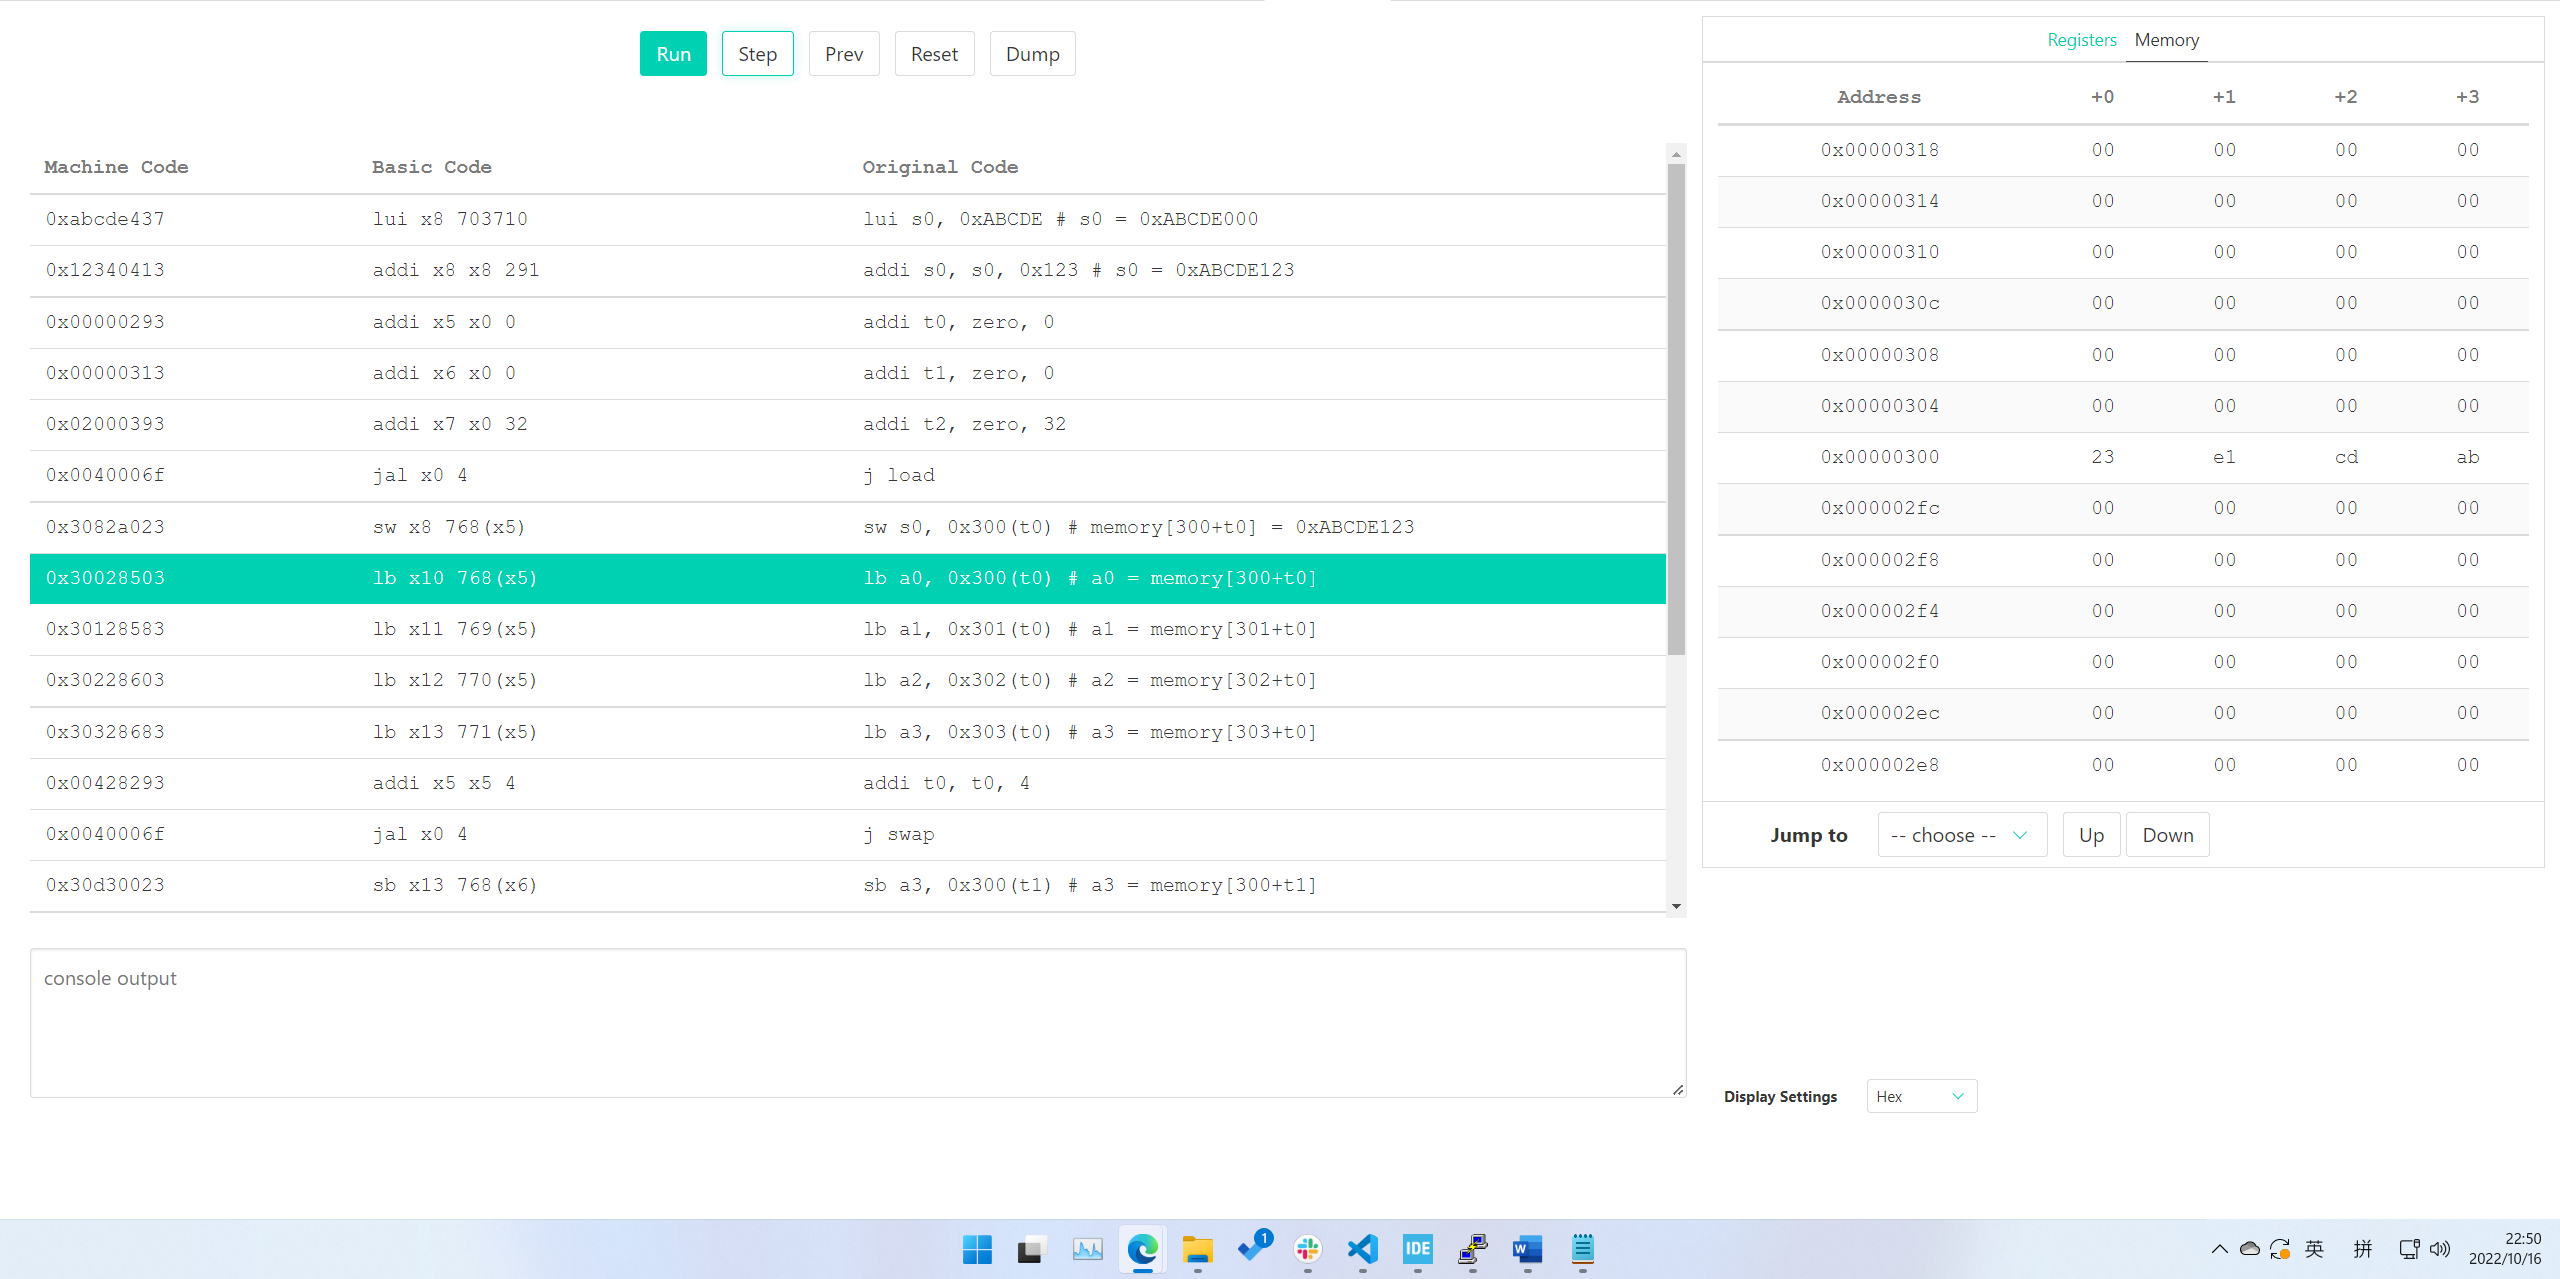 Run Step Prev Reset Dump
Machine Code Basic Code Original Code
0xabcde437 lui x8 703710 lui s0, 0xABCDE # s0 = 0xABCDE000
0x12340413 addi x8 x8 291 addi s0, s0, 0x123 # s0 = 0xABCDE123
0x00000293 addi x5 x0 0 addi t0, zero, 0
0x00000313 addi x6 x0 0 addi t1, zero, 0
0x02000393 addi x7 x0 32 addi t2, zero, 32
0x0040006f jal x0 4 j load
0x3082a023 sw x8 768(x5) sw s0, 0x300(t0) # memory[300+t0] = 0xABCDE123
0x30028503 lb x10 768(x5) lb a0, 0x300(t0) # a0 = memory[300+t0]
0x30128583 lb x11 769(x5) lb a1, 0x301(t0) # a1 = memory[301+t0]
0x30228603 lb x12 770(x5) lb a2, 0x302(t0) # a2 = memory[302+t0]
0x30328683 lb x13 771(x5) lb a3, 0x303(t0) # a3 = memory[303+t0]
0x00428293 addi x5 x5 4 addi t0, t0, 4
0x0040006f jal x0 4 j swap
0x30d30023 sb x13 768(x6) sb a3, 0x300(t1) # a3 = memory[300+t1]
console output
Registers Memory
Address +0 +1 +2 +3
0x00000318 00 00 00 00
0x00000314 00 00 00 00
0x00000310 00 00 00 00
0x0000030c 00 00 00 00
0x00000308 00 00 00 00
0x00000304 00 00 00 00
0x00000300 23 e1 cd ab
0x000002fc 00 00 00 00
0x000002f8 00 00 00 00
0x000002f4 00 00 00 00
0x000002f0 00 00 00 00
0x000002ec 00 00 00 00
0x000002e8 00 00 00 00
Jump to -- choose -- Up Down
Display Settings Hex
1
IDE
W
英 拼
22:50
2022/10/16